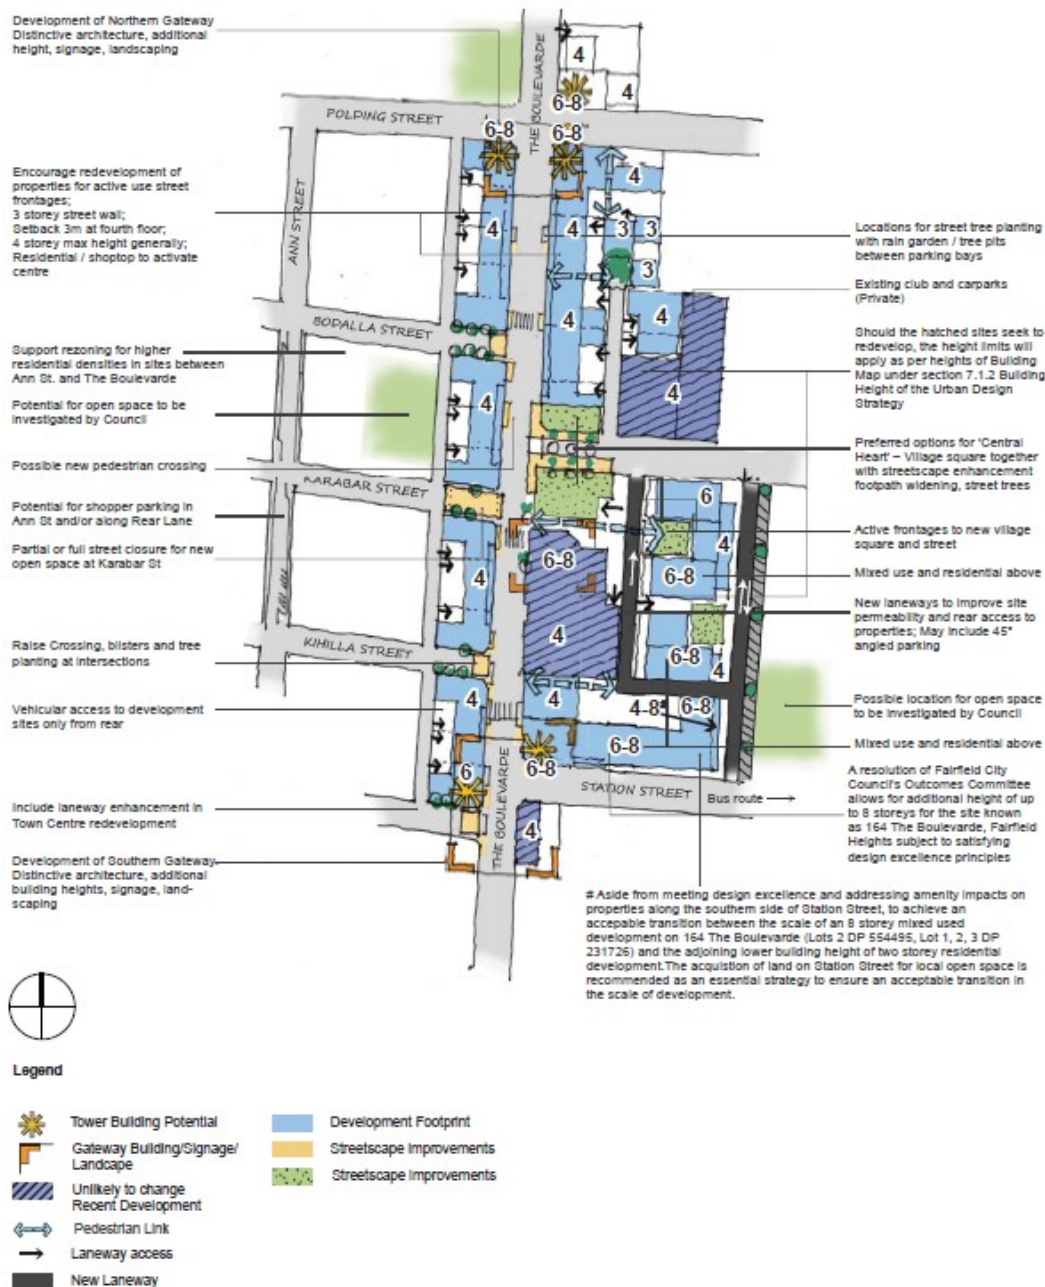 Development of Northern Gateway
Distinctive architecture, additional
height, signage, landscaping
Encourage redevelopment of
properties for active use street
frontages;
3 storey street wall;
Setback 3m at fourth floor;
4 storey max height generally;
Residential / shoptop to activate
centre
Support rezoning for higher
residential densities in sites between
Ann St. and The Boulevarde
Potential for open space to be
investigated by Council
Possible new pedestrian crossing
Potential for shopper parking in
Ann St and/or along Rear Lane
Partial or full street closure for new
open space at Karabar St
Raise Crossing, blisters and tree
planting at intersections
Vehicular access to development
sites only from rear
Include laneway enhancement in
Town Centre redevelopment
Development of Southern Gateway
Distinctive architecture, additional
building heights, signage, land-
scaping
THE BOULEVARDE
POLDING STREET
ANN STREET
BODALLA STREET
KARABAR STREET
KIHILLA STREET
THE BOULEVARDE
STATION STREET
Bus route
4
4
6-8
6-8
6-8
4
4
4
3
3
3
4
4
4
4
6
4
6-8
6-8
4
4
6-8
4
4
4
4-8#
6-8
6-8
6-8
6
4
Locations for street tree planting
with rain garden / tree pits
between parking bays
Existing club and carparks
(Private)
Should the hatched sites seek to
redevelop, the height limits will
apply as per heights of Building
Map under section 7.1.2 Building
Height of the Urban Design
Strategy
Preferred options for 'Central
Heart' – Village square together
with streetscape enhancement
footpath widening, street trees
Active frontages to new village
square and street
Mixed use and residential above
New laneways to improve site
permeability and rear access to
properties; May include 45°
angled parking
Possible location for open space
to be investigated by Council
Mixed use and residential above
A resolution of Fairfield City
Council's Outcomes Committee
allows for additional height of up
to 8 storeys for the site known
as 164 The Boulevarde, Fairfield
Heights subject to satisfying
design excellence principles
# Aside from meeting design excellence and addressing amenity impacts on
properties along the southern side of Station Street, to achieve an
accepable transition between the scale of an 8 storey mixed used
development on 164 The Boulevarde (Lots 2 DP 554495, Lot 1, 2, 3 DP
231726) and the adjoining lower building height of two storey residential
development.The acquistion of land on Station Street for local open space is
recommended as an essential strategy to ensure an acceptable transition in
the scale of development.
Legend
Tower Building Potential
Gateway Building/Signage/
Landcape
Unlikely to change
Recent Development
Pedestrian Link
Laneway access
New Laneway
Development Footprint
Streetscape Improvements
Streetscape Improvements